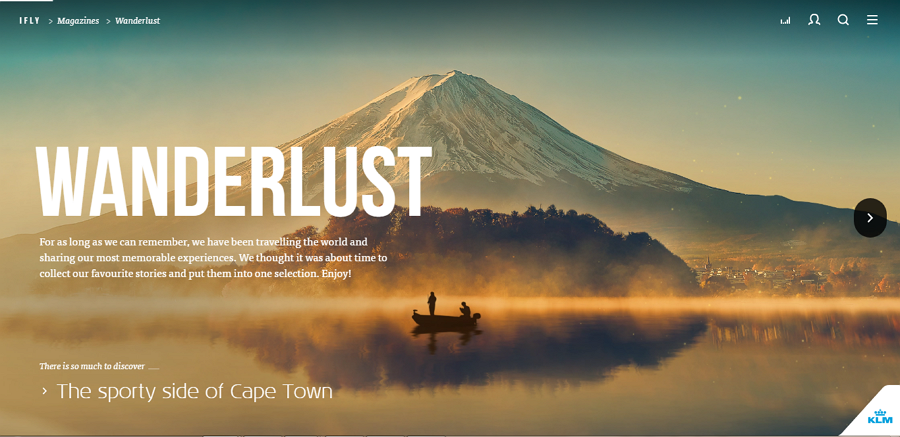 IFLY > Magazines > Wanderlust
WANDERLUST
For as long as we can remember, we have been travelling the world and
sharing our most memorable experiences. We thought it was about time to
collect our favourite stories and put them into one selection. Enjoy!
There is so much to discover
> The sporty side of Cape Town
KLM